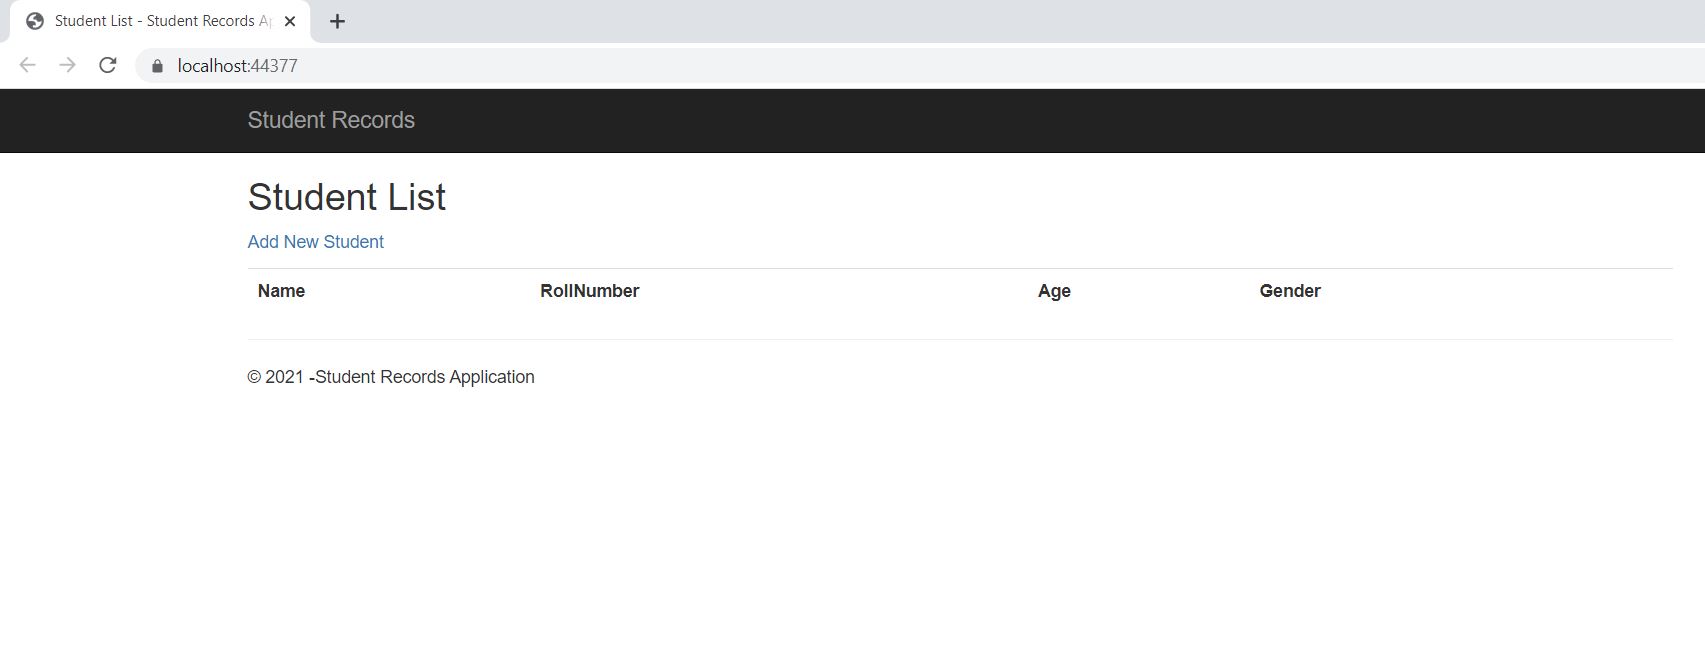 Student List - Student Records
localhost:44377
Student Records
Student List
Add New Student
Name RollNumber Age Gender
© 2021 -Student Records Application